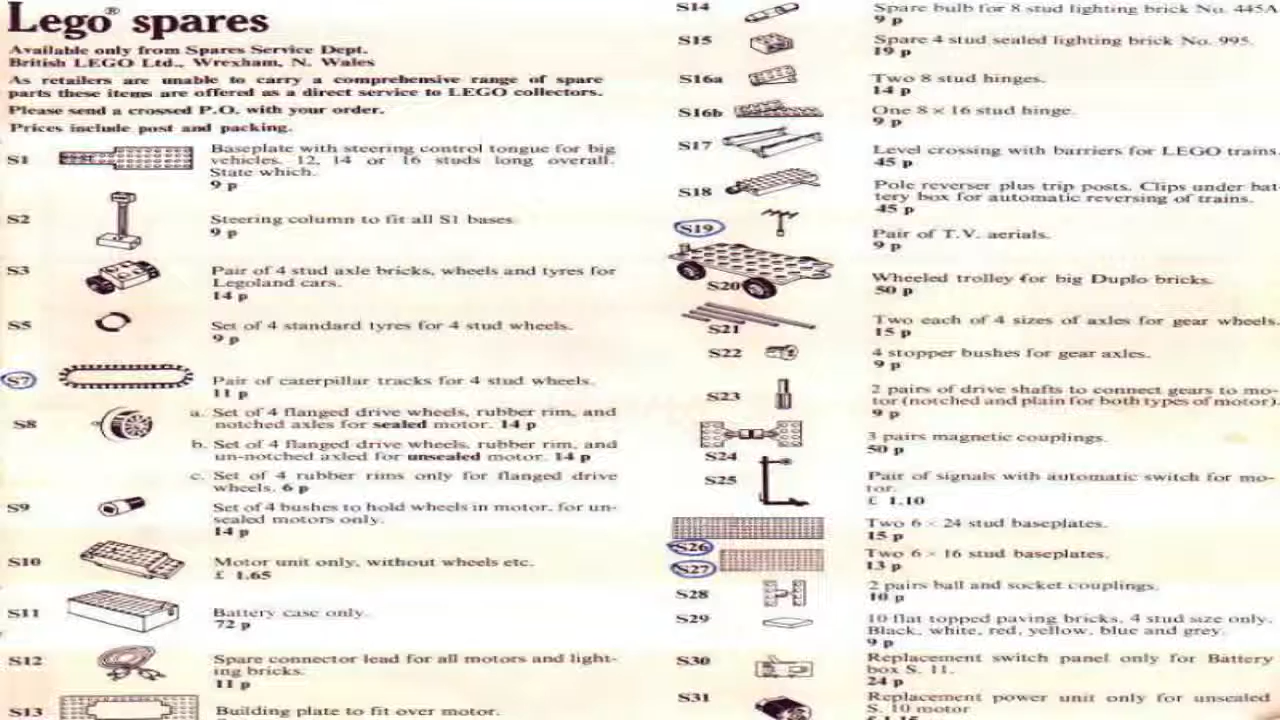 Lego® spares
Available only from Spares Service Dept.
British LEGO Ltd., Wrexham, N. Wales
As retailers are unable to carry a comprehensive range of spare
parts these items are offered as a direct service to LEGO collectors.
Please send a crossed P.O. with your order.
Prices include post and packing.
S1
Baseplate with steering control tongue for big
vehicles, 12, 14 or 16 studs long overall.
State which.
9 p
S2
Steering column to fit all S1 bases.
9 p
S3
Pair of 4 stud axle bricks, wheels and tyres for
Legoland cars.
14 p
S5
Set of 4 standard tyres for 4 stud wheels.
9 p
S7
Pair of caterpillar tracks for 4 stud wheels.
11 p
S8
a. Set of 4 flanged drive wheels, rubber rim, and
notched axles for sealed motor. 14 p
b. Set of 4 flanged drive wheels, rubber rim, and
un-notched axled for unsealed motor. 14 p
c. Set of 4 rubber rims only for flanged drive
wheels. 6 p
S9
Set of 4 bushes to hold wheels in motor, for un-
sealed motors only.
14 p
S10
Motor unit only, without wheels etc.
£ 1.65
S11
Battery case only.
72 p
S12
Spare connector lead for all motors and light-
ing bricks.
11 p
S13
Building plate to fit over motor.
S14
Spare bulb for 8 stud lighting brick No. 445A
9 p
S15
Spare 4 stud sealed lighting brick No. 995.
19 p
S16a
Two 8 stud hinges.
14 p
S16b
One 8 × 16 stud hinge.
9 p
S17
Level crossing with barriers for LEGO trains.
45 p
S18
Pole reverser plus trip posts. Clips under bat-
tery box for automatic reversing of trains.
45 p
S19
Pair of T.V. aerials.
9 p
S20
Wheeled trolley for big Duplo bricks.
50 p
S21
Two each of 4 sizes of axles for gear wheels.
15 p
S22
4 stopper bushes for gear axles.
9 p
S23
2 pairs of drive shafts to connect gears to mo-
tor (notched and plain for both types of motor).
9 p
S24
3 pairs magnetic couplings.
50 p
S25
Pair of signals with automatic switch for mo-
tor.
£ 1.10
S26
Two 6 × 24 stud baseplates.
15 p
S27
Two 6 × 16 stud baseplates.
13 p
S28
2 pairs ball and socket couplings.
10 p
S29
10 flat topped paving bricks, 4 stud size only.
Black, white, red, yellow, blue and grey.
9 p
S30
Replacement switch panel only for Battery
box S. 11.
24 p
S31
Replacement power unit only for unsealed
S. 10 motor